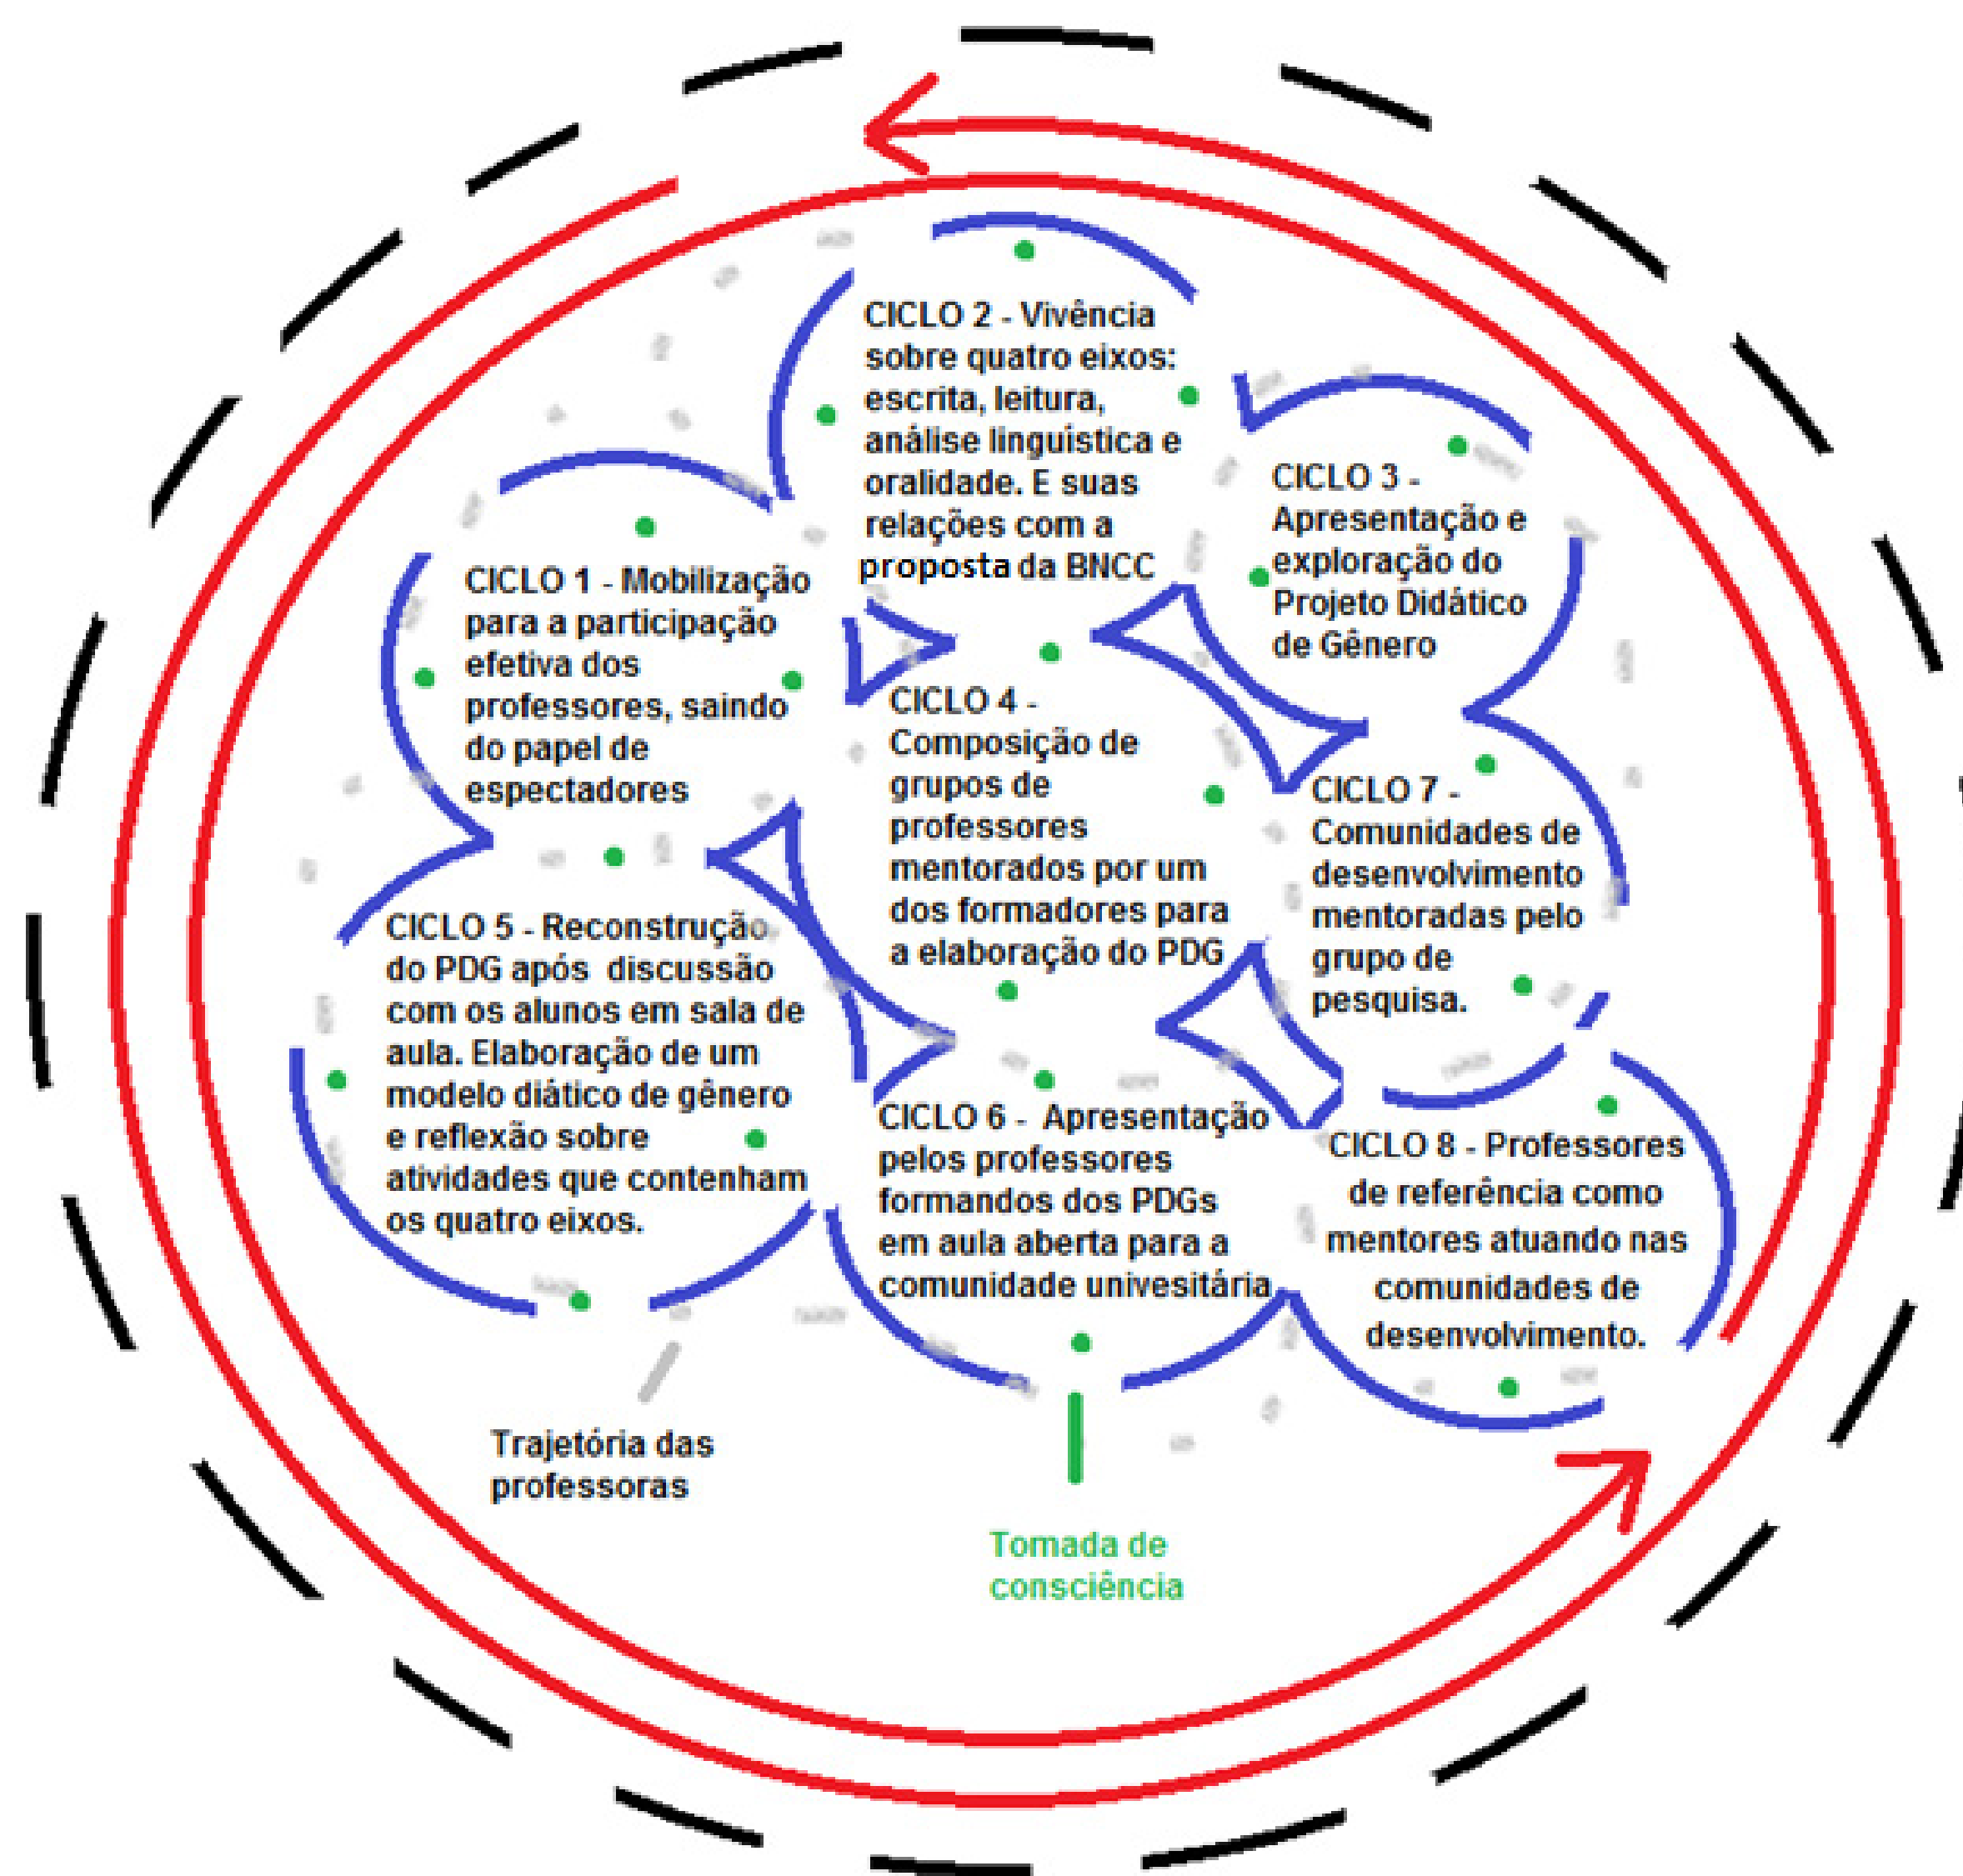 CICLO 1 - Mobilização
para a participação
efetiva dos
professores, saindo
do papel de
espectadores
CICLO 2 - Vivência
sobre quatro eixos:
escrita, leitura,
análise linguística e
oralidade. E suas
relações com a
proposta da BNCC
CICLO 3 -
Apresentação e
exploração do
Projeto Didático
de Gênero
CICLO 4 -
Composição de
grupos de
professores
mentorados por um
dos formadores para
a elaboração do PDG
CICLO 5 - Reconstrução
do PDG após discussão
com os alunos em sala de
aula. Elaboração de um
modelo diático de gênero
e reflexão sobre
atividades que contenham
os quatro eixos.
CICLO 6 - Apresentação
pelos professores
formandos dos PDGs
em aula aberta para a
comunidade univesitária
CICLO 7 -
Comunidades de
desenvolvimento
mentoradas pelo
grupo de
pesquisa.
CICLO 8 - Professores
de referência como
mentores atuando nas
comunidades de
desenvolvimento.
Trajetória das
professoras
Tomada de
consciência